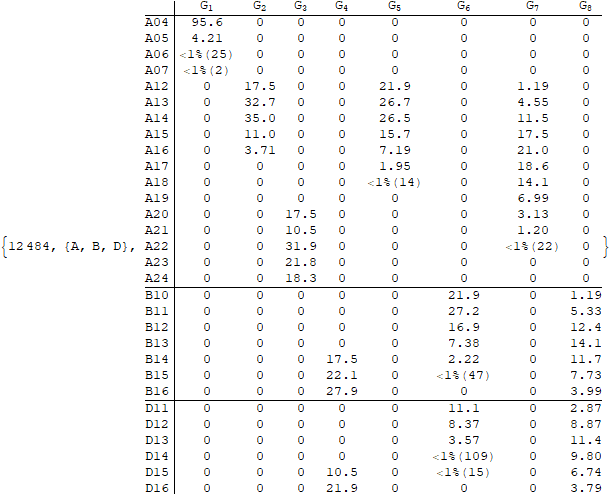 G1 G2 G3 G4 G5 G6 G7 G8
A04 95.6 0 0 0 0 0 0 0
A05 4.21 0 0 0 0 0 0 0
A06 <1%(25) 0 0 0 0 0 0 0
A07 <1%(2) 0 0 0 0 0 0 0
A12 0 17.5 0 0 21.9 0 1.19 0
A13 0 32.7 0 0 26.7 0 4.55 0
A14 0 35.0 0 0 26.5 0 11.5 0
A15 0 11.0 0 0 15.7 0 17.5 0
A16 0 3.71 0 0 7.19 0 21.0 0
A17 0 0 0 0 1.95 0 18.6 0
A18 0 0 0 0 <1%(14) 0 14.1 0
A19 0 0 0 0 0 0 6.99 0
A20 0 0 17.5 0 0 0 3.13 0
A21 0 0 10.5 0 0 0 1.20 0
{12484, {A, B, D}, A22 0 0 31.9 0 0 0 <1%(22) 0 }
A23 0 0 21.8 0 0 0 0 0
A24 0 0 18.3 0 0 0 0 0
B10 0 0 0 0 0 21.9 0 1.19
B11 0 0 0 0 0 27.2 0 5.33
B12 0 0 0 0 0 16.9 0 12.4
B13 0 0 0 0 0 7.38 0 14.1
B14 0 0 0 17.5 0 2.22 0 11.7
B15 0 0 0 22.1 0 <1%(47) 0 7.73
B16 0 0 0 27.9 0 0 0 3.99
D11 0 0 0 0 0 11.1 0 2.87
D12 0 0 0 0 0 8.37 0 8.87
D13 0 0 0 0 0 3.57 0 11.4
D14 0 0 0 0 0 <1%(109) 0 9.80
D15 0 0 0 10.5 0 <1%(15) 0 6.74
D16 0 0 0 21.9 0 0 0 3.79